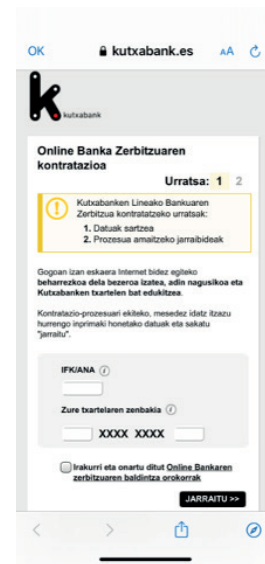 OK kutxabank.es AA
k
kutxabank
Online Banka Zerbitzuaren
kontratazioa
Urratsa: 1 2
Kutxabanken Lineako Bankuaren
Zerbitzua kontratatzeko urratsak:
1. Datuak sartzea
2. Prozesua amaitzeko jarraibideak
Gogoan izan eskaera Internet bidez egiteko
beharrezkoa dela bezeroa izatea, adin nagusikoa eta
Kutxabanken txartelen bat edukitzea.
Kontratazio-prozesuari ekiteko, mesedez idatz itzazu
hurrengo inprimaki honetako datuak eta sakatu
"jarraitu".
IFK/ANA i
Zure txartelaren zenbakia i
XXXX XXXX
Irakurri eta onartu ditut Online Bankaren
zerbitzuaren baldintza orokorrak
JARRAITU >>